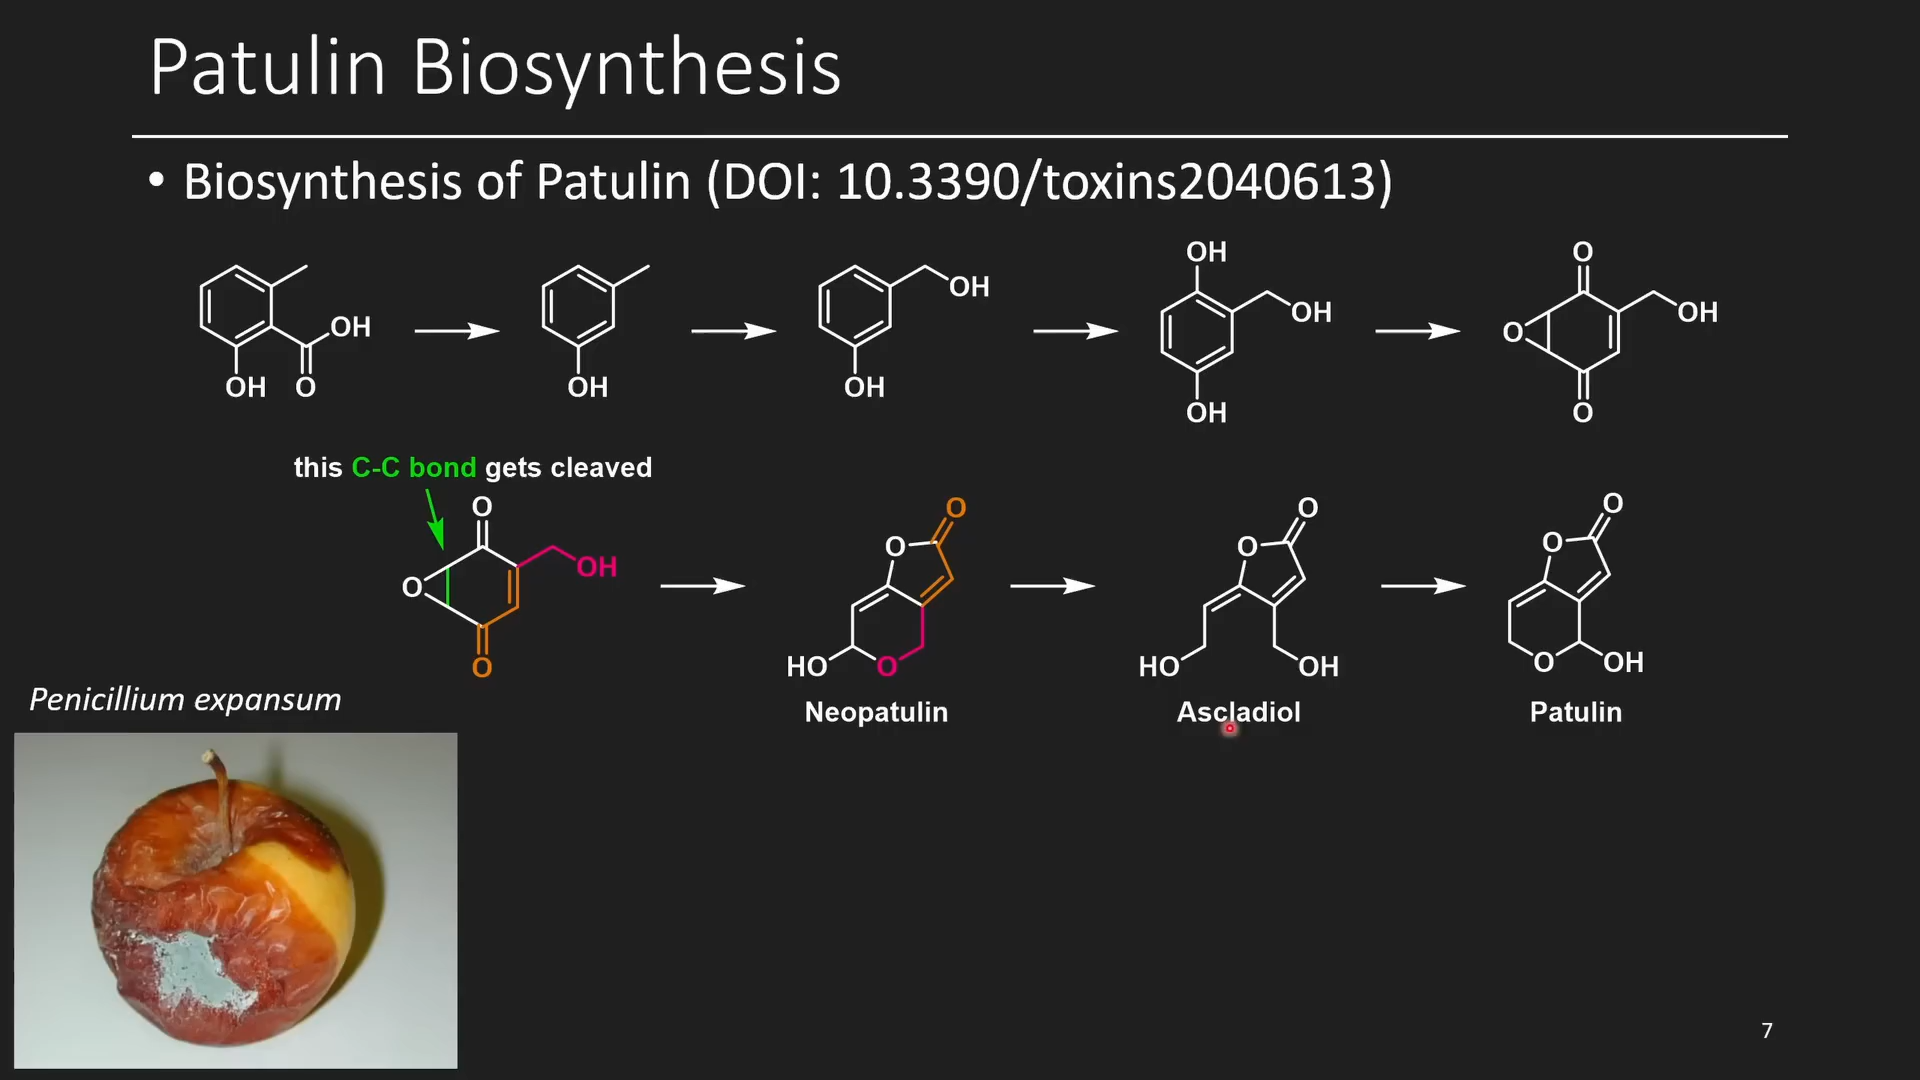 Patulin Biosynthesis
• Biosynthesis of Patulin (DOI: 10.3390/toxins2040613)
OH
OH
O
OH
OH
OH
OH
OH
OH
O
O
OH
O
this C-C bond gets cleaved
O
O
OH
O
O
O
HO
O
Neopatulin
O
O
HO
OH
Ascladiol
O
O
O
OH
Patulin
Penicillium expansum
7